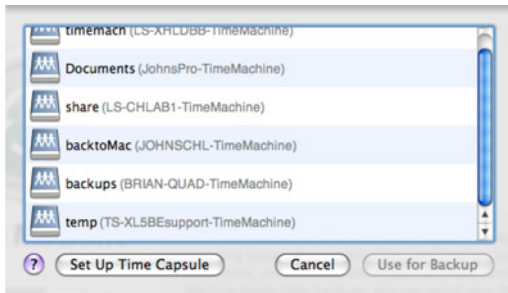 timemach (LS-XHLDBB-TimeMachine)
Documents (JohnsPro-TimeMachine)
share (LS-CHLAB1-TimeMachine)
backtoMac (JOHNSCHL-TimeMachine)
backups (BRIAN-QUAD-TimeMachine)
temp (TS-XL5BEsupport-TimeMachine)
? Set Up Time Capsule Cancel Use for Backup